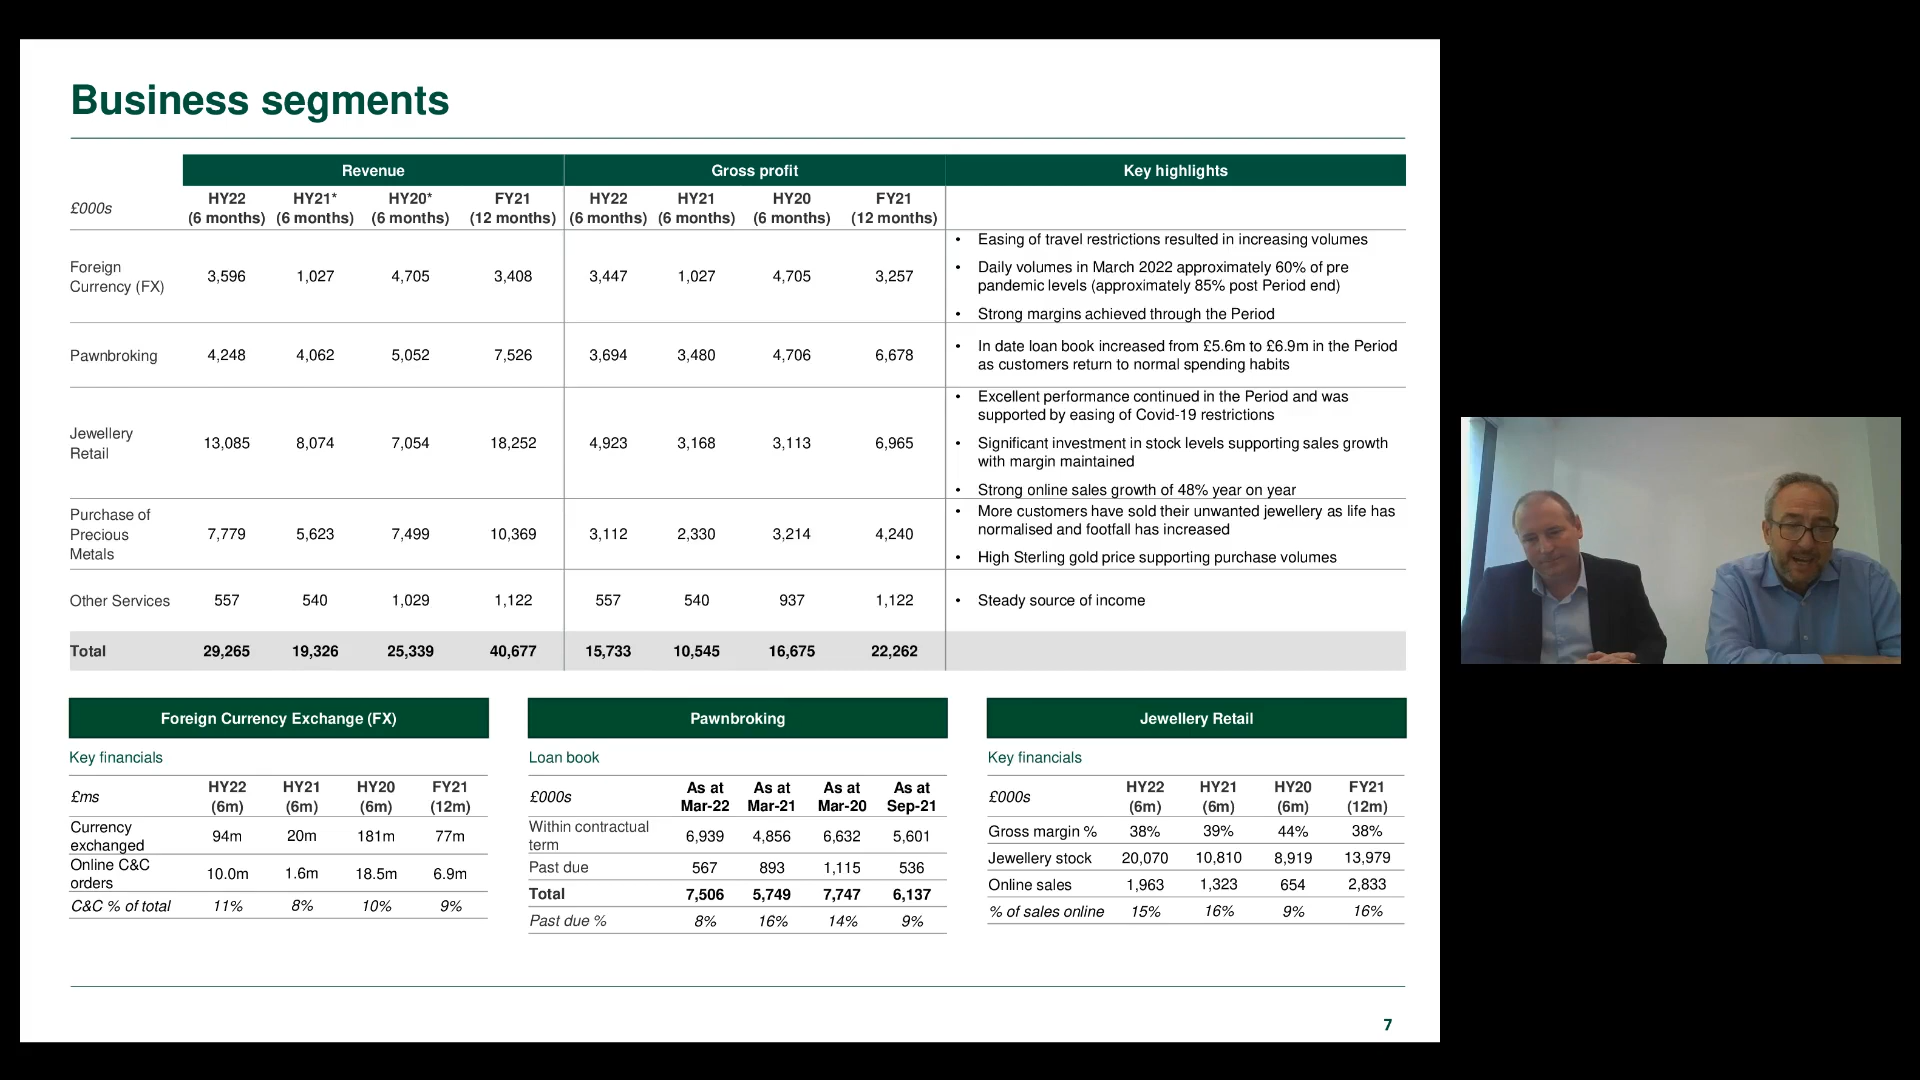 Business segments
Revenue Gross profit Key highlights
£000s HY22 (6 months) HY21* (6 months) HY20* (6 months) FY21 (12 months) HY22 (6 months) HY21 (6 months) HY20 (6 months) FY21 (12 months)
Foreign Currency (FX) 3,596 1,027 4,705 3,408 3,447 1,027 4,705 3,257
• Easing of travel restrictions resulted in increasing volumes
• Daily volumes in March 2022 approximately 60% of pre
pandemic levels (approximately 85% post Period end)
• Strong margins achieved through the Period
Pawnbroking 4,248 4,062 5,052 7,526 3,694 3,480 4,706 6,678
• In date loan book increased from £5.6m to £6.9m in the Period
as customers return to normal spending habits
Jewellery Retail 13,085 8,074 7,054 18,252 4,923 3,168 3,113 6,965
• Excellent performance continued in the Period and was
supported by easing of Covid-19 restrictions
• Significant investment in stock levels supporting sales growth
with margin maintained
• Strong online sales growth of 48% year on year
Purchase of Precious Metals 7,779 5,623 7,499 10,369 3,112 2,330 3,214 4,240
• More customers have sold their unwanted jewellery as life has
normalised and footfall has increased
• High Sterling gold price supporting purchase volumes
Other Services 557 540 1,029 1,122 557 540 937 1,122
• Steady source of income
Total 29,265 19,326 25,339 40,677 15,733 10,545 16,675 22,262
Foreign Currency Exchange (FX)
Key financials
£ms HY22 (6m) HY21 (6m) HY20 (6m) FY21 (12m)
Currency exchanged 94m 20m 181m 77m
Online C&C orders 10.0m 1.6m 18.5m 6.9m
C&C % of total 11% 8% 10% 9%
Pawnbroking
Loan book
£000s As at Mar-22 As at Mar-21 As at Mar-20 As at Sep-21
Within contractual term 6,939 4,856 6,632 5,601
Past due 567 893 1,115 536
Total 7,506 5,749 7,747 6,137
Past due % 8% 16% 14% 9%
Jewellery Retail
Key financials
£000s HY22 (6m) HY21 (6m) HY20 (6m) FY21 (12m)
Gross margin % 38% 39% 44% 38%
Jewellery stock 20,070 10,810 8,919 13,979
Online sales 1,963 1,323 654 2,833
% of sales online 15% 16% 9% 16%
7